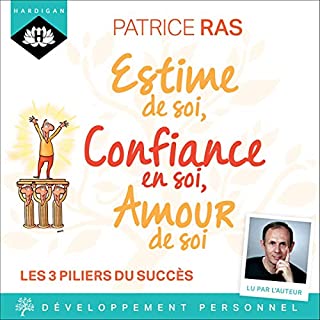 HARDIGAN
PATRICE RAS
Estime
de soi,
Confiance
en soi,
Amour
de soi
LES 3 PILIERS DU SUCCÈS
LU PAR L'AUTEUR
DÉVELOPPEMENT PERSONNEL